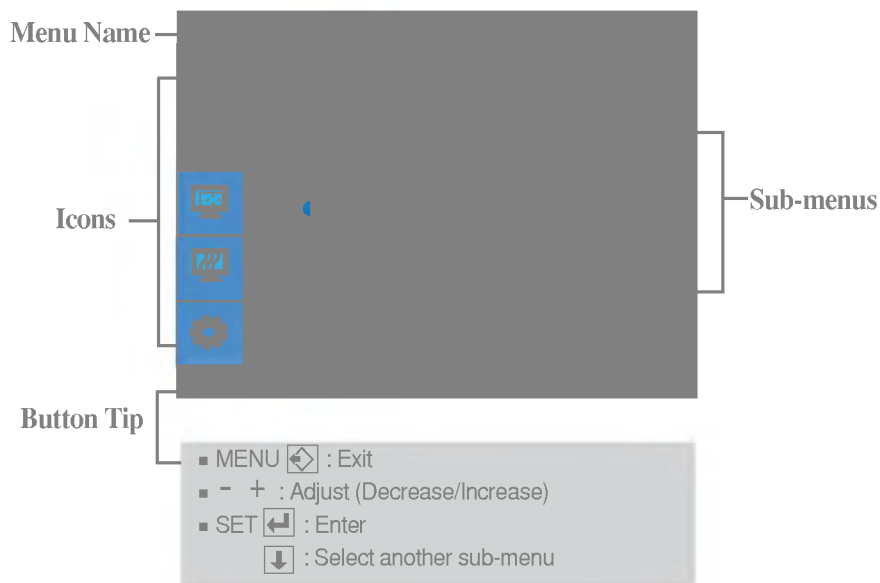 Menu Name
Icons
Sub-menus
Button Tip
■ MENU : Exit
■ - + : Adjust (Decrease/Increase)
■ SET : Enter
: Select another sub-menu